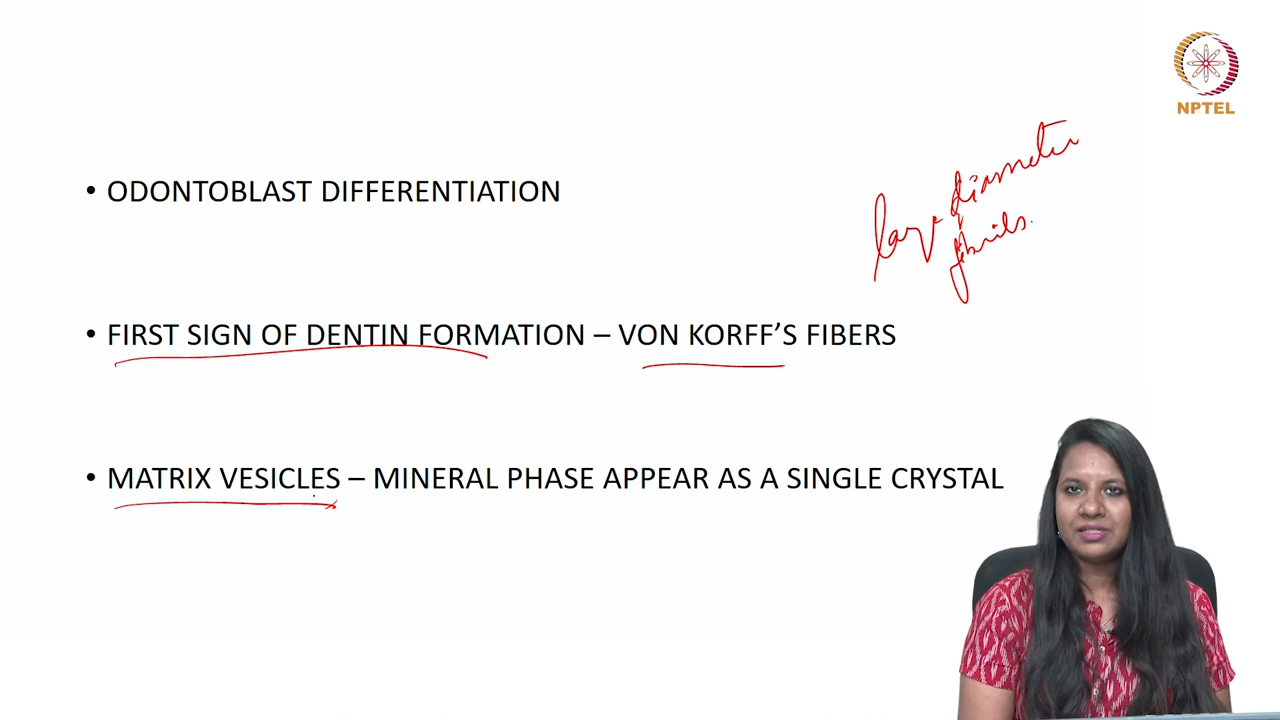 NPTEL
large diameter
fibrils.
• ODONTOBLAST DIFFERENTIATION
• FIRST SIGN OF DENTIN FORMATION – VON KORFF’S FIBERS
• MATRIX VESICLES – MINERAL PHASE APPEAR AS A SINGLE CRYSTAL